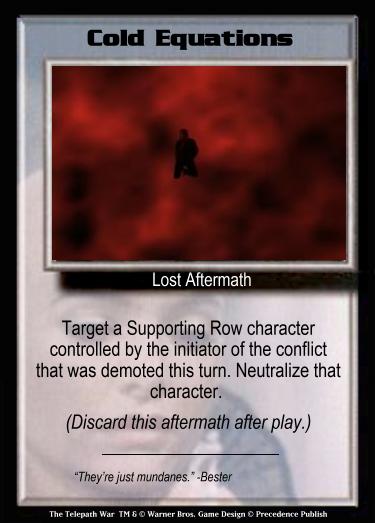 Cold Equations
Lost Aftermath
Target a Supporting Row character
controlled by the initiator of the conflict
that was demoted this turn. Neutralize that
character.
(Discard this aftermath after play.)
"They're just mundanes." -Bester
The Telepath War TM & © Warner Bros. Game Design © Precedence Publish